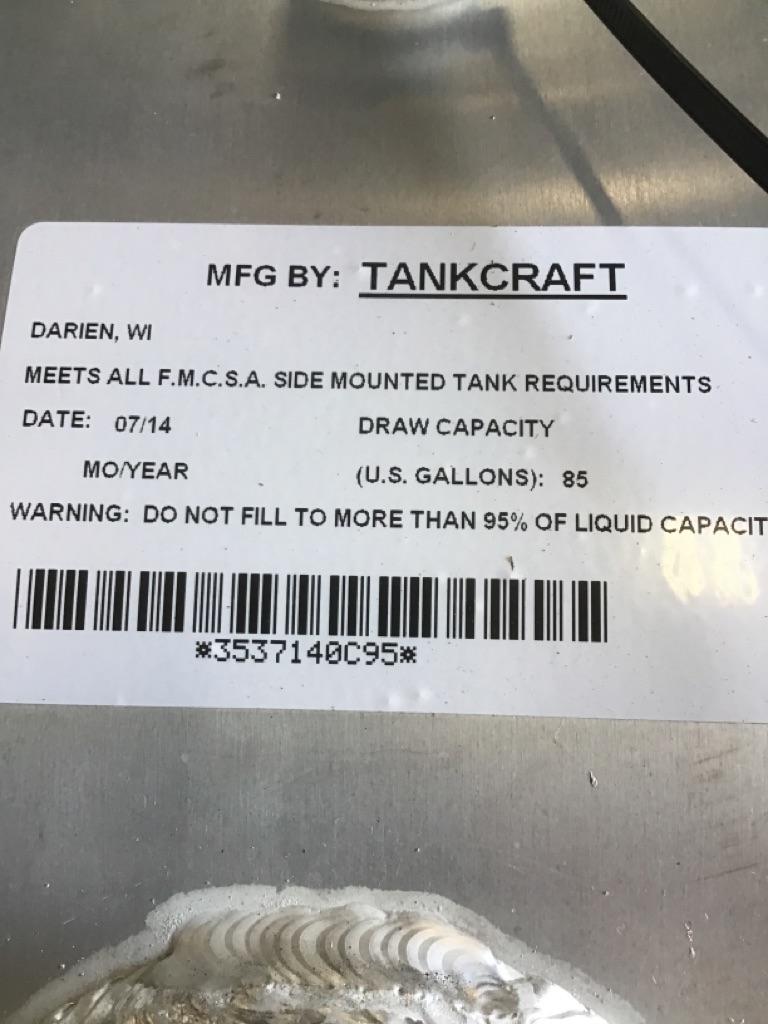 MFG BY: TANKCRAFT
DARIEN, WI
MEETS ALL F.M.C.S.A. SIDE MOUNTED TANK REQUIREMENTS
DATE: 07/14 DRAW CAPACITY
MO/YEAR (U.S. GALLONS): 85
WARNING: DO NOT FILL TO MORE THAN 95% OF LIQUID CAPACIT
*3537140C95*